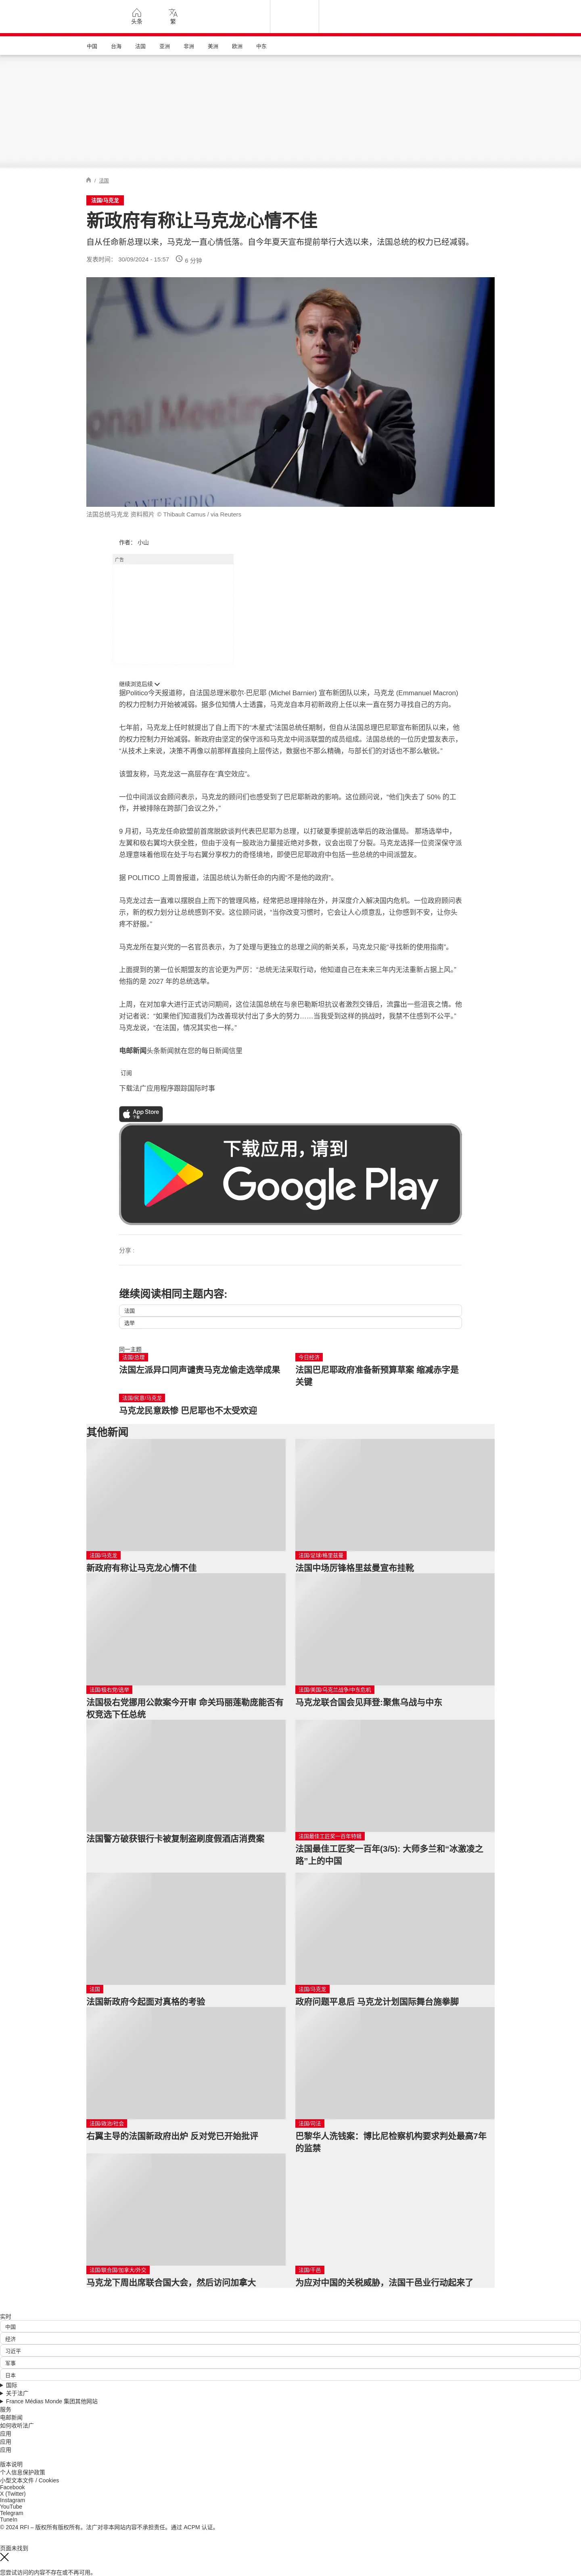 头条
繁
中国
台海
法国
亚洲
非洲
美洲
欧洲
中东
/ 法国
法国/马克龙
新政府有称让马克龙心情不佳
自从任命新总理以来，马克龙一直心情低落。自今年夏天宣布提前举行大选以来，法国总统的权力已经减弱。
发表时间： 30/09/2024 - 15:57
6 分钟
法国总统马克龙 资料照片 © Thibault Camus / via Reuters
作者： 小山
广告
继续浏览后续
据Politico今天报道称，自法国总理米歇尔·巴尼耶 (Michel Barnier) 宣布新团队以来，马克龙 (Emmanuel Macron)
的权力控制力开始被减弱。据多位知情人士透露，马克龙自本月初新政府上任以来一直在努力寻找自己的方向。
七年前，马克龙上任时就提出了自上而下的“木星式”法国总统任期制，但自从法国总理巴尼耶宣布新团队以来，他
的权力控制力开始减弱。新政府由坚定的保守派和马克龙中间派联盟的成员组成。法国总统的一位历史盟友表示，
“从技术上来说，决策不再像以前那样直接向上层传达，数据也不那么精确，与部长们的对话也不那么敏锐。”
该盟友称，马克龙这一高层存在“真空效应”。
一位中间派议会顾问表示，马克龙的顾问们也感受到了巴尼耶新政的影响。这位顾问说，“他们]失去了 50% 的工
作，并被排除在跨部门会议之外，”
9 月初，马克龙任命欧盟前首席脱欧谈判代表巴尼耶为总理，以打破夏季提前选举后的政治僵局。 那场选举中，
左翼和极右翼均大获全胜，但由于没有一股政治力量接近绝对多数，议会出现了分裂。马克龙选择一位资深保守派
总理意味着他现在处于与右翼分享权力的奇怪境地，即使巴尼耶政府中包括一些总统的中间派盟友。
据 POLITICO 上周曾报道，法国总统认为新任命的内阁“不是他的政府”。
马克龙过去一直难以摆脱自上而下的管理风格，经常把总理排除在外，并深度介入解决国内危机。一位政府顾问表
示，新的权力划分让总统感到不安。这位顾问说，“当你改变习惯时，它会让人心烦意乱，让你感到不安，让你头
疼不舒服。”
马克龙所在复兴党的一名官员表示，为了处理与更独立的总理之间的新关系，马克龙只能“寻找新的使用指南”。
上面提到的第一位长期盟友的言论更为严厉：“总统无法采取行动，他知道自己在未来三年内无法重新占据上风。”
他指的是 2027 年的总统选举。
上周，在对加拿大进行正式访问期间，这位法国总统在与亲巴勒斯坦抗议者激烈交锋后，流露出一些沮丧之情。他
对记者说：“如果他们知道我们为改善现状付出了多大的努力……当我受到这样的挑战时，我禁不住感到不公平。”
马克龙说，“在法国，情况其实也一样。”
电邮新闻头条新闻就在您的每日新闻信里
订阅
下载法广应用程序跟踪国际时事
App Store
下载
下载应用，请到
Google Play
分享 :
继续阅读相同主题内容:
法国
选举
同一主题
法国/总理
法国左派异口同声谴责马克龙偷走选举成果
今日经济
法国巴尼耶政府准备新预算草案 缩减赤字是
关键
法国/民意/马克龙
马克龙民意跌惨 巴尼耶也不太受欢迎
其他新闻
法国/马克龙
新政府有称让马克龙心情不佳
法国/足球/格里兹曼
法国中场厉锋格里兹曼宣布挂靴
法国/极右党/选举
法国极右党挪用公款案今开审 命关玛丽莲勒庞能否有
权竞选下任总统
法国/美国/乌克兰战争/中东危机
马克龙联合国会见拜登:聚焦乌战与中东
法国警方破获银行卡被复制盗刷度假酒店消费案
法国最佳工匠奖一百年特辑
法国最佳工匠奖一百年(3/5): 大师多兰和“冰激凌之
路”上的中国
法国
法国新政府今起面对真格的考验
法国/马克龙
政府问题平息后 马克龙计划国际舞台施拳脚
法国/政治/社会
右翼主导的法国新政府出炉 反对党已开始批评
法国/司法
巴黎华人洗钱案：博比尼检察机构要求判处最高7年
的监禁
法国/联合国/加拿大/外交
马克龙下周出席联合国大会，然后访问加拿大
法国/干邑
为应对中国的关税威胁，法国干邑业行动起来了
实时
中国
经济
习近平
军事
日本
国际
关于法广
France Médias Monde 集团其他网站
服务
电邮新闻
如何收听法广
应用
应用
应用
版本说明
个人信息保护政策
小型文本文件 / Cookies
Facebook
X (Twitter)
Instagram
YouTube
Telegram
TuneIn
© 2024 RFI – 版权所有版权所有。法广对非本网站内容不承担责任。通过 ACPM 认证。
页面未找到
您尝试访问的内容不存在或不再可用。